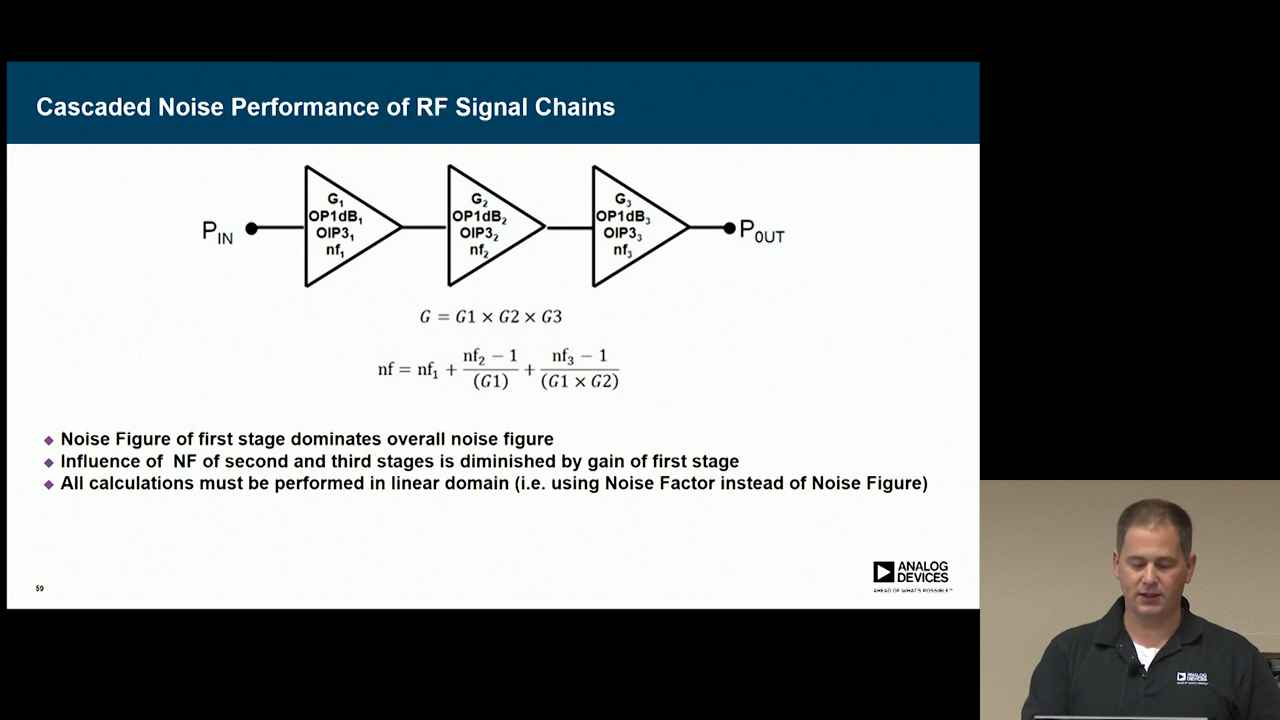 Cascaded Noise Performance of RF Signal Chains
P_IN
G₁
OP1dB₁
OIP3₁
nf₁
G₂
OP1dB₂
OIP3₂
nf₂
G₃
OP1dB₃
OIP3₃
nf₃
P_0UT
G = G1 × G2 × G3
nf = nf₁ + (nf₂ − 1)/(G1) + (nf₃ − 1)/(G1 × G2)
Noise Figure of first stage dominates overall noise figure
Influence of NF of second and third stages is diminished by gain of first stage
All calculations must be performed in linear domain (i.e. using Noise Factor instead of Noise Figure)
59
ANALOG
DEVICES
AHEAD OF WHAT'S POSSIBLE™
ANALOG
DEVICES